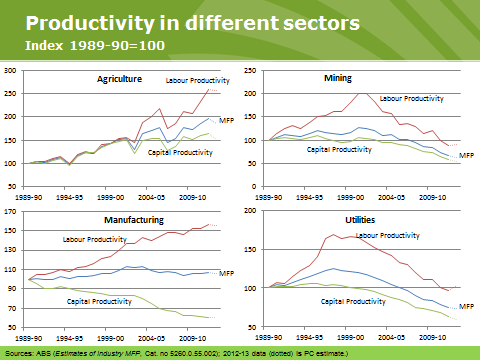 Productivity in different sectors
Index 1989-90=100
Agriculture
300
250
200
150
100
50
0
Labour Productivity
MFP
Capital Productivity
1989-90 1994-95 1999-00 2004-05 2009-10
Mining
250
200
150
100
50
0
Labour Productivity
Capital Productivity
MFP
1989-90 1994-95 1999-00 2004-05 2009-10
Manufacturing
170
150
130
110
90
70
50
Labour Productivity
MFP
Capital Productivity
1989-90 1994-95 1999-00 2004-05 2009-10
Utilities
200
150
100
50
Labour Productivity
Capital Productivity
MFP
1989-90 1994-95 1999-00 2004-05 2009-10
Sources: ABS (Estimates of Industry MFP, Cat. no 5260.0.55.002); 2012-13 data (dotted) is PC estimate.)